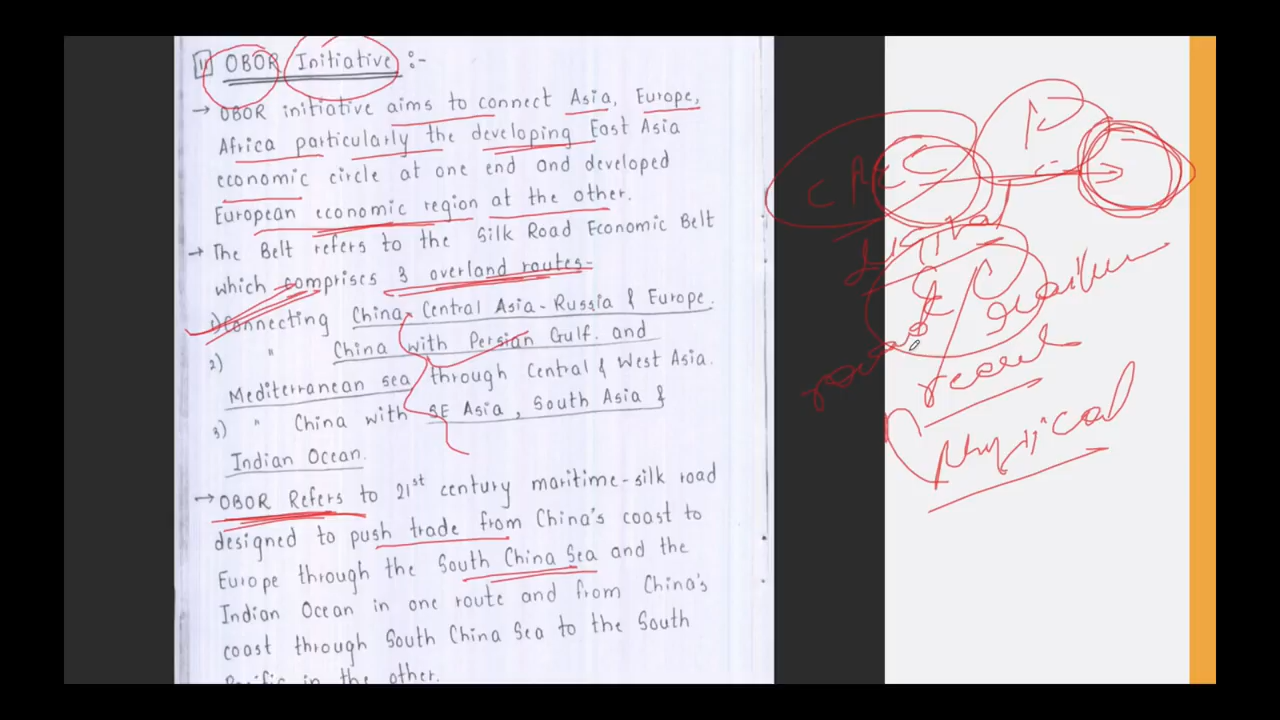 11 OBOR Initiative :-
→ OBOR initiative aims to connect Asia, Europe,
Africa particularly the developing East Asia
economic circle at one end and developed
European economic region at the other.
→ The Belt refers to the Silk Road Economic Belt
which comprises 3 overland routes-
1) Connecting China- Central Asia- Russia & Europe.
2) " China with Persian Gulf and
Mediterranean sea through Central & West Asia.
3) " China with SE Asia, South Asia &
Indian Ocean.
→ OBOR Refers to 21st century maritime-silk road
designed to push trade from China's coast to
Europe through the South China Sea and the
Indian Ocean in one route and from China's
coast through South China Sea to the South
Pacific in the other.
physical